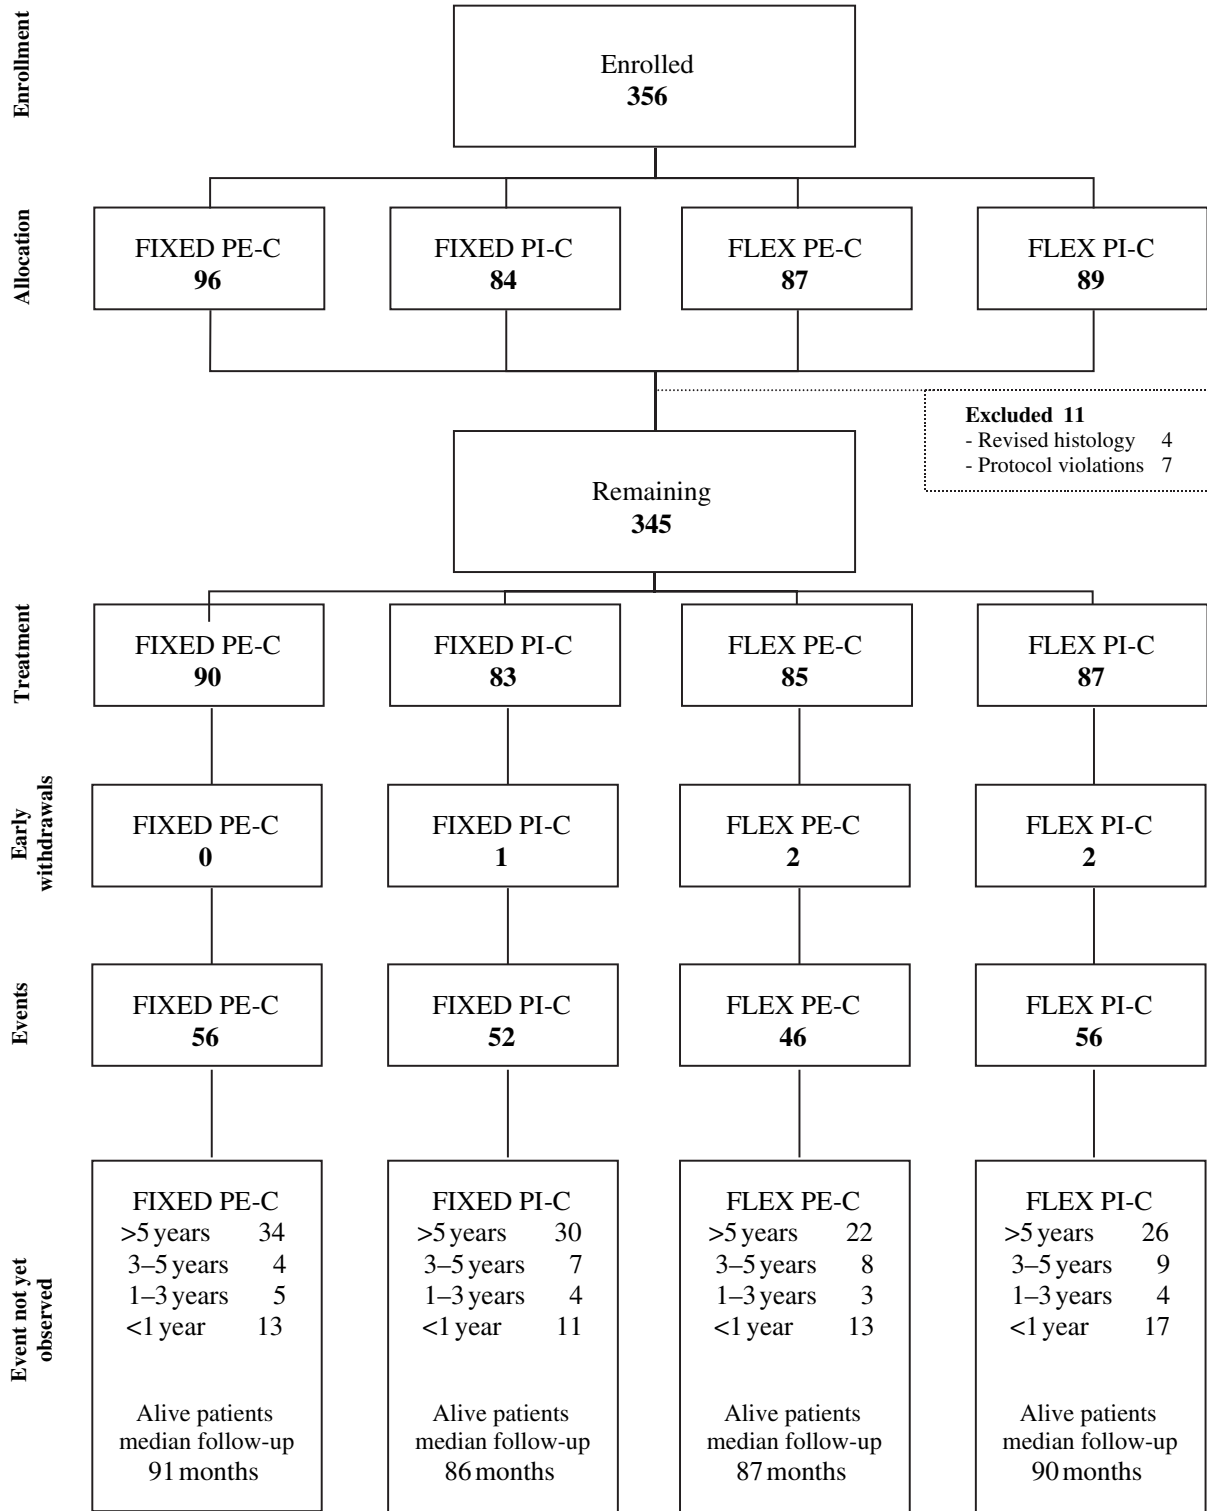 Enrollment
Enrolled
356
Allocation
FIXED PE-C
96
FIXED PI-C
84
FLEX PE-C
87
FLEX PI-C
89
Excluded 11
- Revised histology 4
- Protocol violations 7
Remaining
345
Treatment
FIXED PE-C
90
FIXED PI-C
83
FLEX PE-C
85
FLEX PI-C
87
Early
withdrawals
FIXED PE-C
0
FIXED PI-C
1
FLEX PE-C
2
FLEX PI-C
2
Events
FIXED PE-C
56
FIXED PI-C
52
FLEX PE-C
46
FLEX PI-C
56
Event not yet
observed
FIXED PE-C
>5 years 34
3–5 years 4
1–3 years 5
<1 year 13
Alive patients
median follow-up
91 months
FIXED PI-C
>5 years 30
3–5 years 7
1–3 years 4
<1 year 11
Alive patients
median follow-up
86 months
FLEX PE-C
>5 years 22
3–5 years 8
1–3 years 3
<1 year 13
Alive patients
median follow-up
87 months
FLEX PI-C
>5 years 26
3–5 years 9
1–3 years 4
<1 year 17
Alive patients
median follow-up
90 months